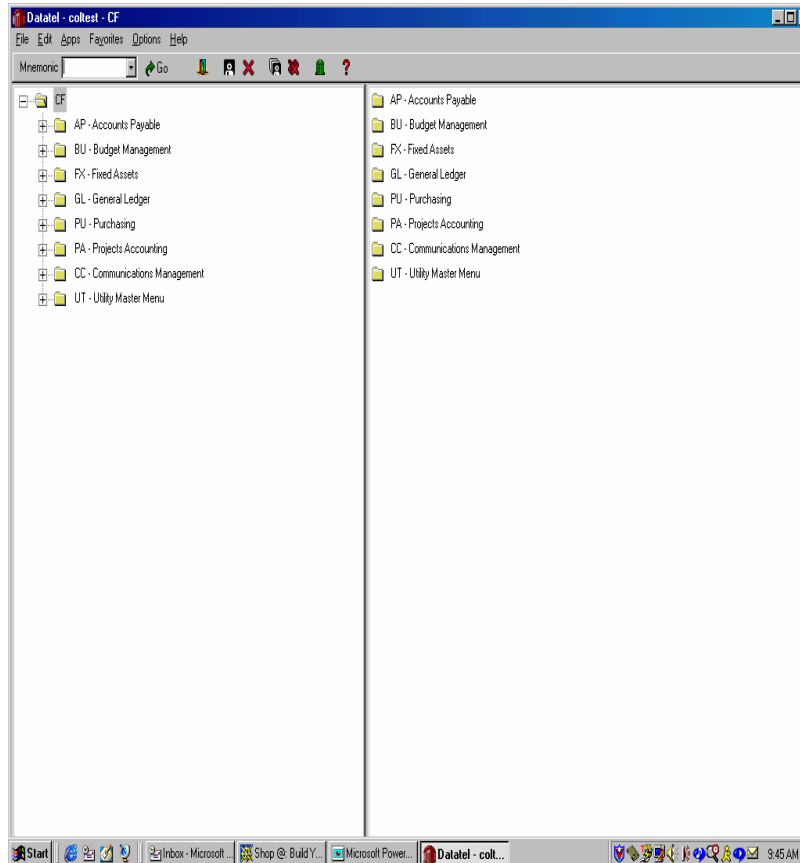 Datatel - coltest - CF
File Edit Apps Favorites Options Help
Mnemonic Go ?
CF
AP - Accounts Payable
BU - Budget Management
FX - Fixed Assets
GL - General Ledger
PU - Purchasing
PA - Projects Accounting
CC - Communications Management
UT - Utility Master Menu
AP - Accounts Payable
BU - Budget Management
FX - Fixed Assets
GL - General Ledger
PU - Purchasing
PA - Projects Accounting
CC - Communications Management
UT - Utility Master Menu
Start Inbox - Microsoft ... Shop @: Build Y... Microsoft Power... Datatel - colt... 9:45 AM